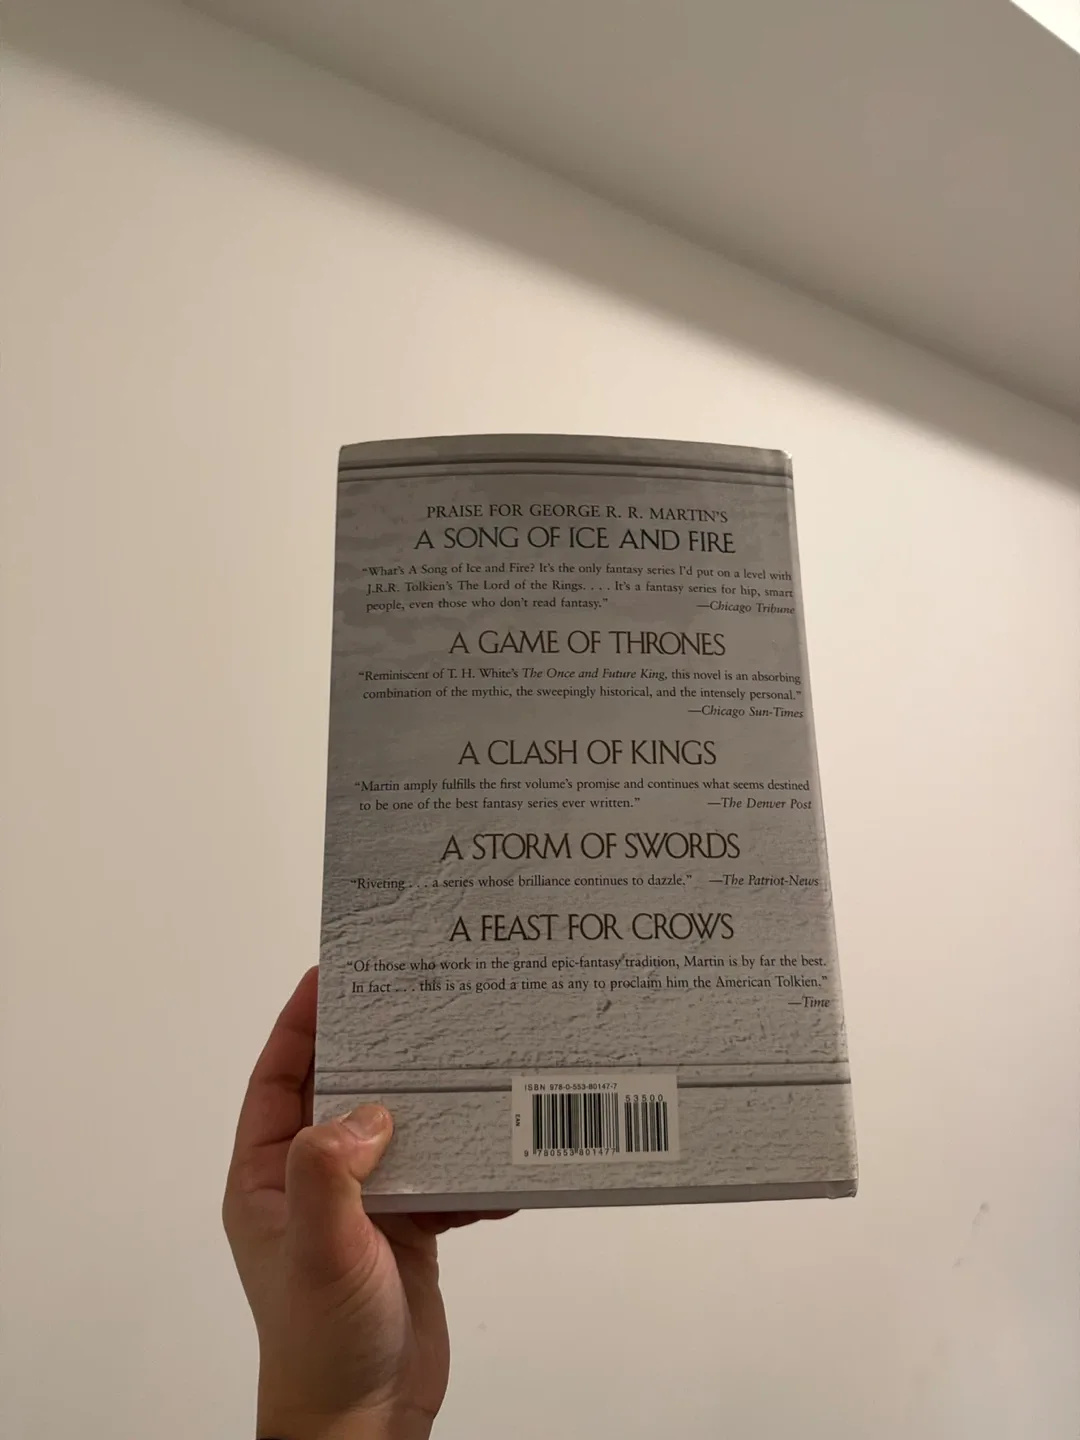 PRAISE FOR GEORGE R. R. MARTIN'S
A SONG OF ICE AND FIRE
"What's A Song of Ice and Fire? It's the only fantasy series I'd put on a level with
J.R.R. Tolkien's The Lord of the Rings. . . . It's a fantasy series for hip, smart
people, even those who don't read fantasy." —Chicago Tribune
A GAME OF THRONES
"Reminiscent of T. H. White's The Once and Future King, this novel is an absorbing
combination of the mythic, the sweepingly historical, and the intensely personal."
—Chicago Sun-Times
A CLASH OF KINGS
"Martin amply fulfills the first volume's promise and continues what seems destined
to be one of the best fantasy series ever written." —The Denver Post
A STORM OF SWORDS
"Riveting . . . a series whose brilliance continues to dazzle." —The Patriot-News
A FEAST FOR CROWS
"Of those who work in the grand epic-fantasy tradition, Martin is by far the best.
In fact . . . this is as good a time as any to proclaim him the American Tolkien."
—Time
ISBN 978-0-553-80147-7
53500
CAN
9 780553 801477